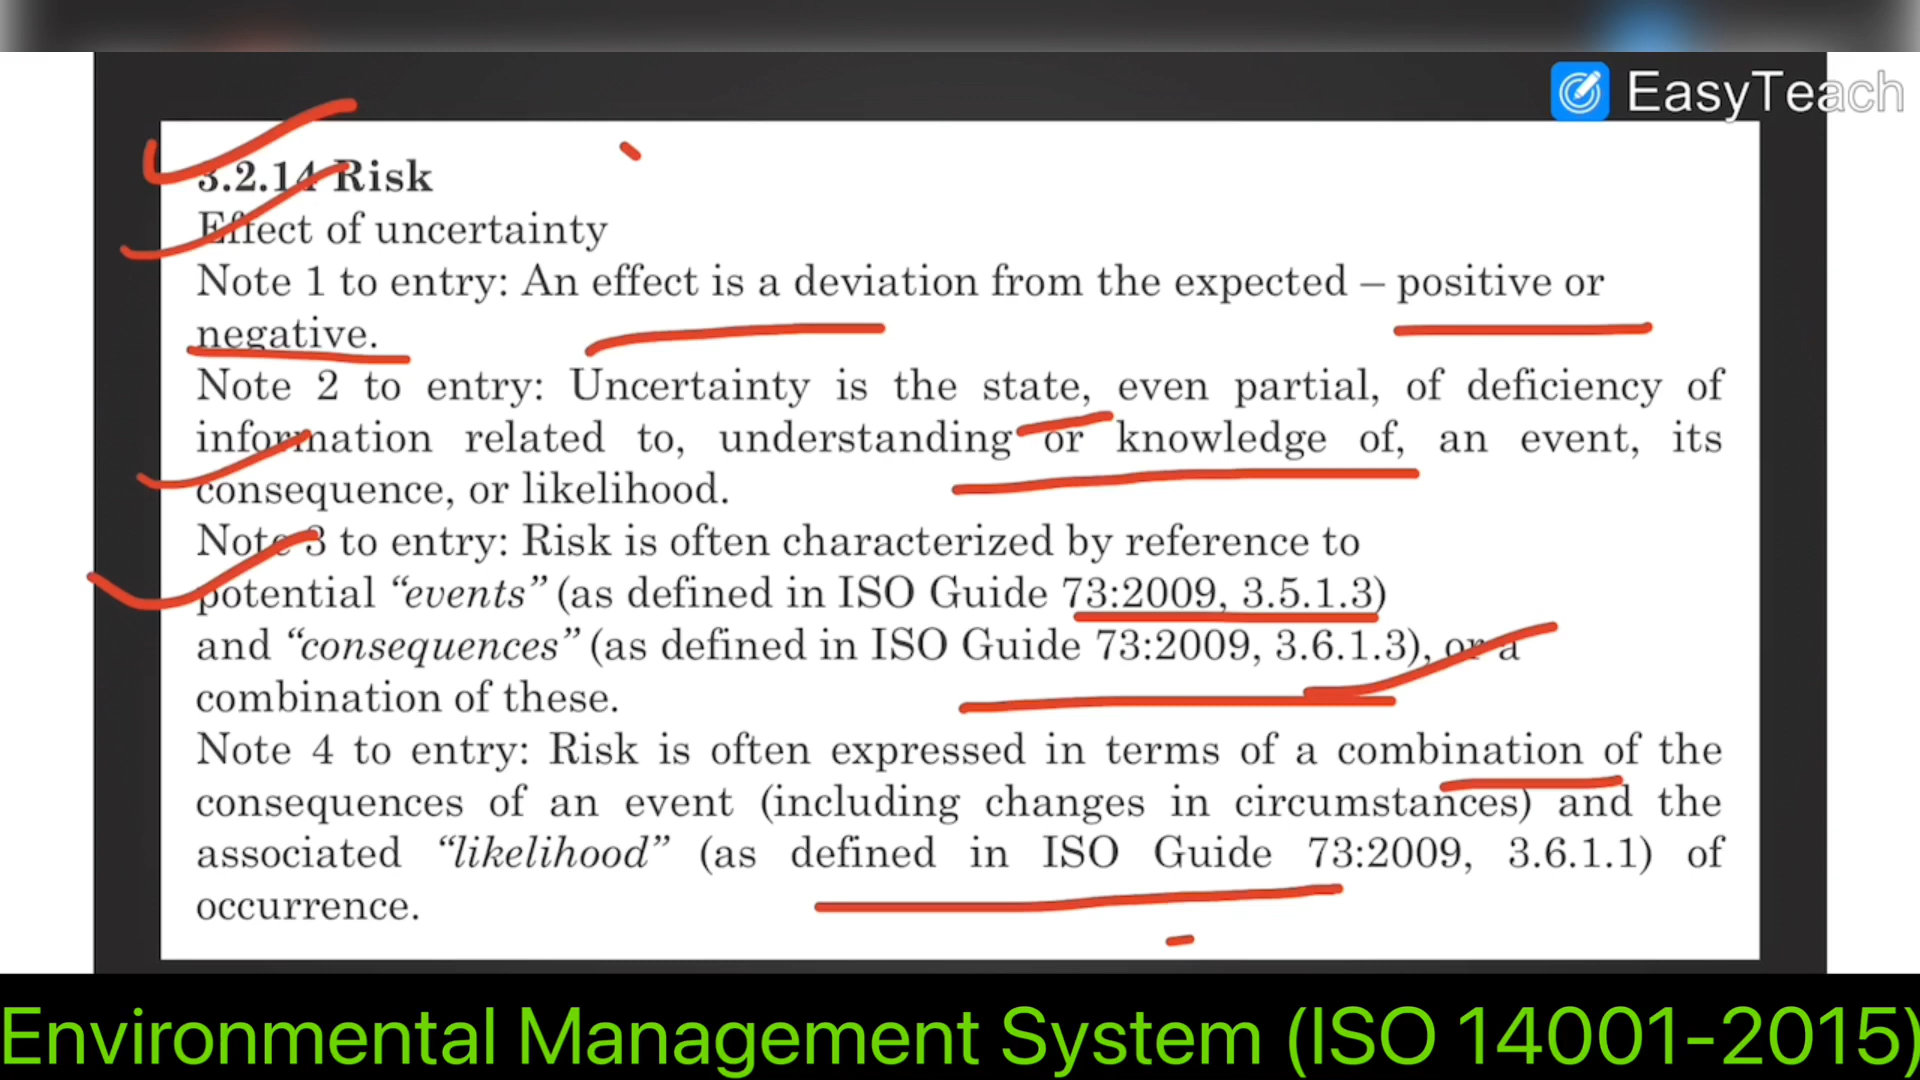 EasyTeach
3.2.14 Risk
Effect of uncertainty
Note 1 to entry: An effect is a deviation from the expected – positive or
negative.
Note 2 to entry: Uncertainty is the state, even partial, of deficiency of
information related to, understanding or knowledge of, an event, its
consequence, or likelihood.
Note 3 to entry: Risk is often characterized by reference to
potential “events” (as defined in ISO Guide 73:2009, 3.5.1.3)
and “consequences” (as defined in ISO Guide 73:2009, 3.6.1.3), or a
combination of these.
Note 4 to entry: Risk is often expressed in terms of a combination of the
consequences of an event (including changes in circumstances) and the
associated “likelihood” (as defined in ISO Guide 73:2009, 3.6.1.1) of
occurrence.
Environmental Management System (ISO 14001-2015)